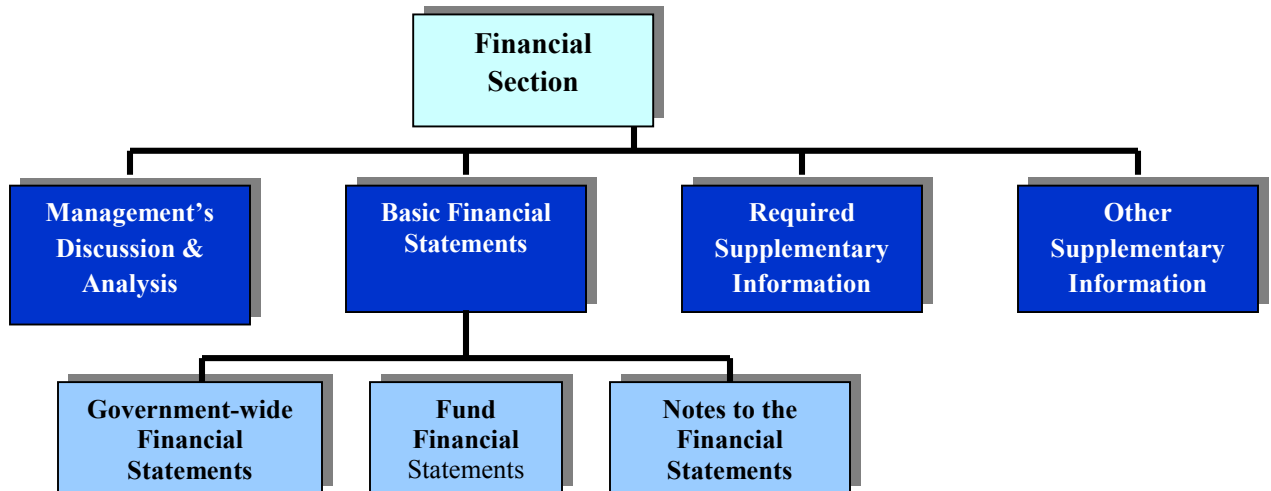 Financial
Section
Management’s
Discussion &
Analysis
Basic Financial
Statements
Required
Supplementary
Information
Other
Supplementary
Information
Government-wide
Financial
Statements
Fund
Financial
Statements
Notes to the
Financial
Statements